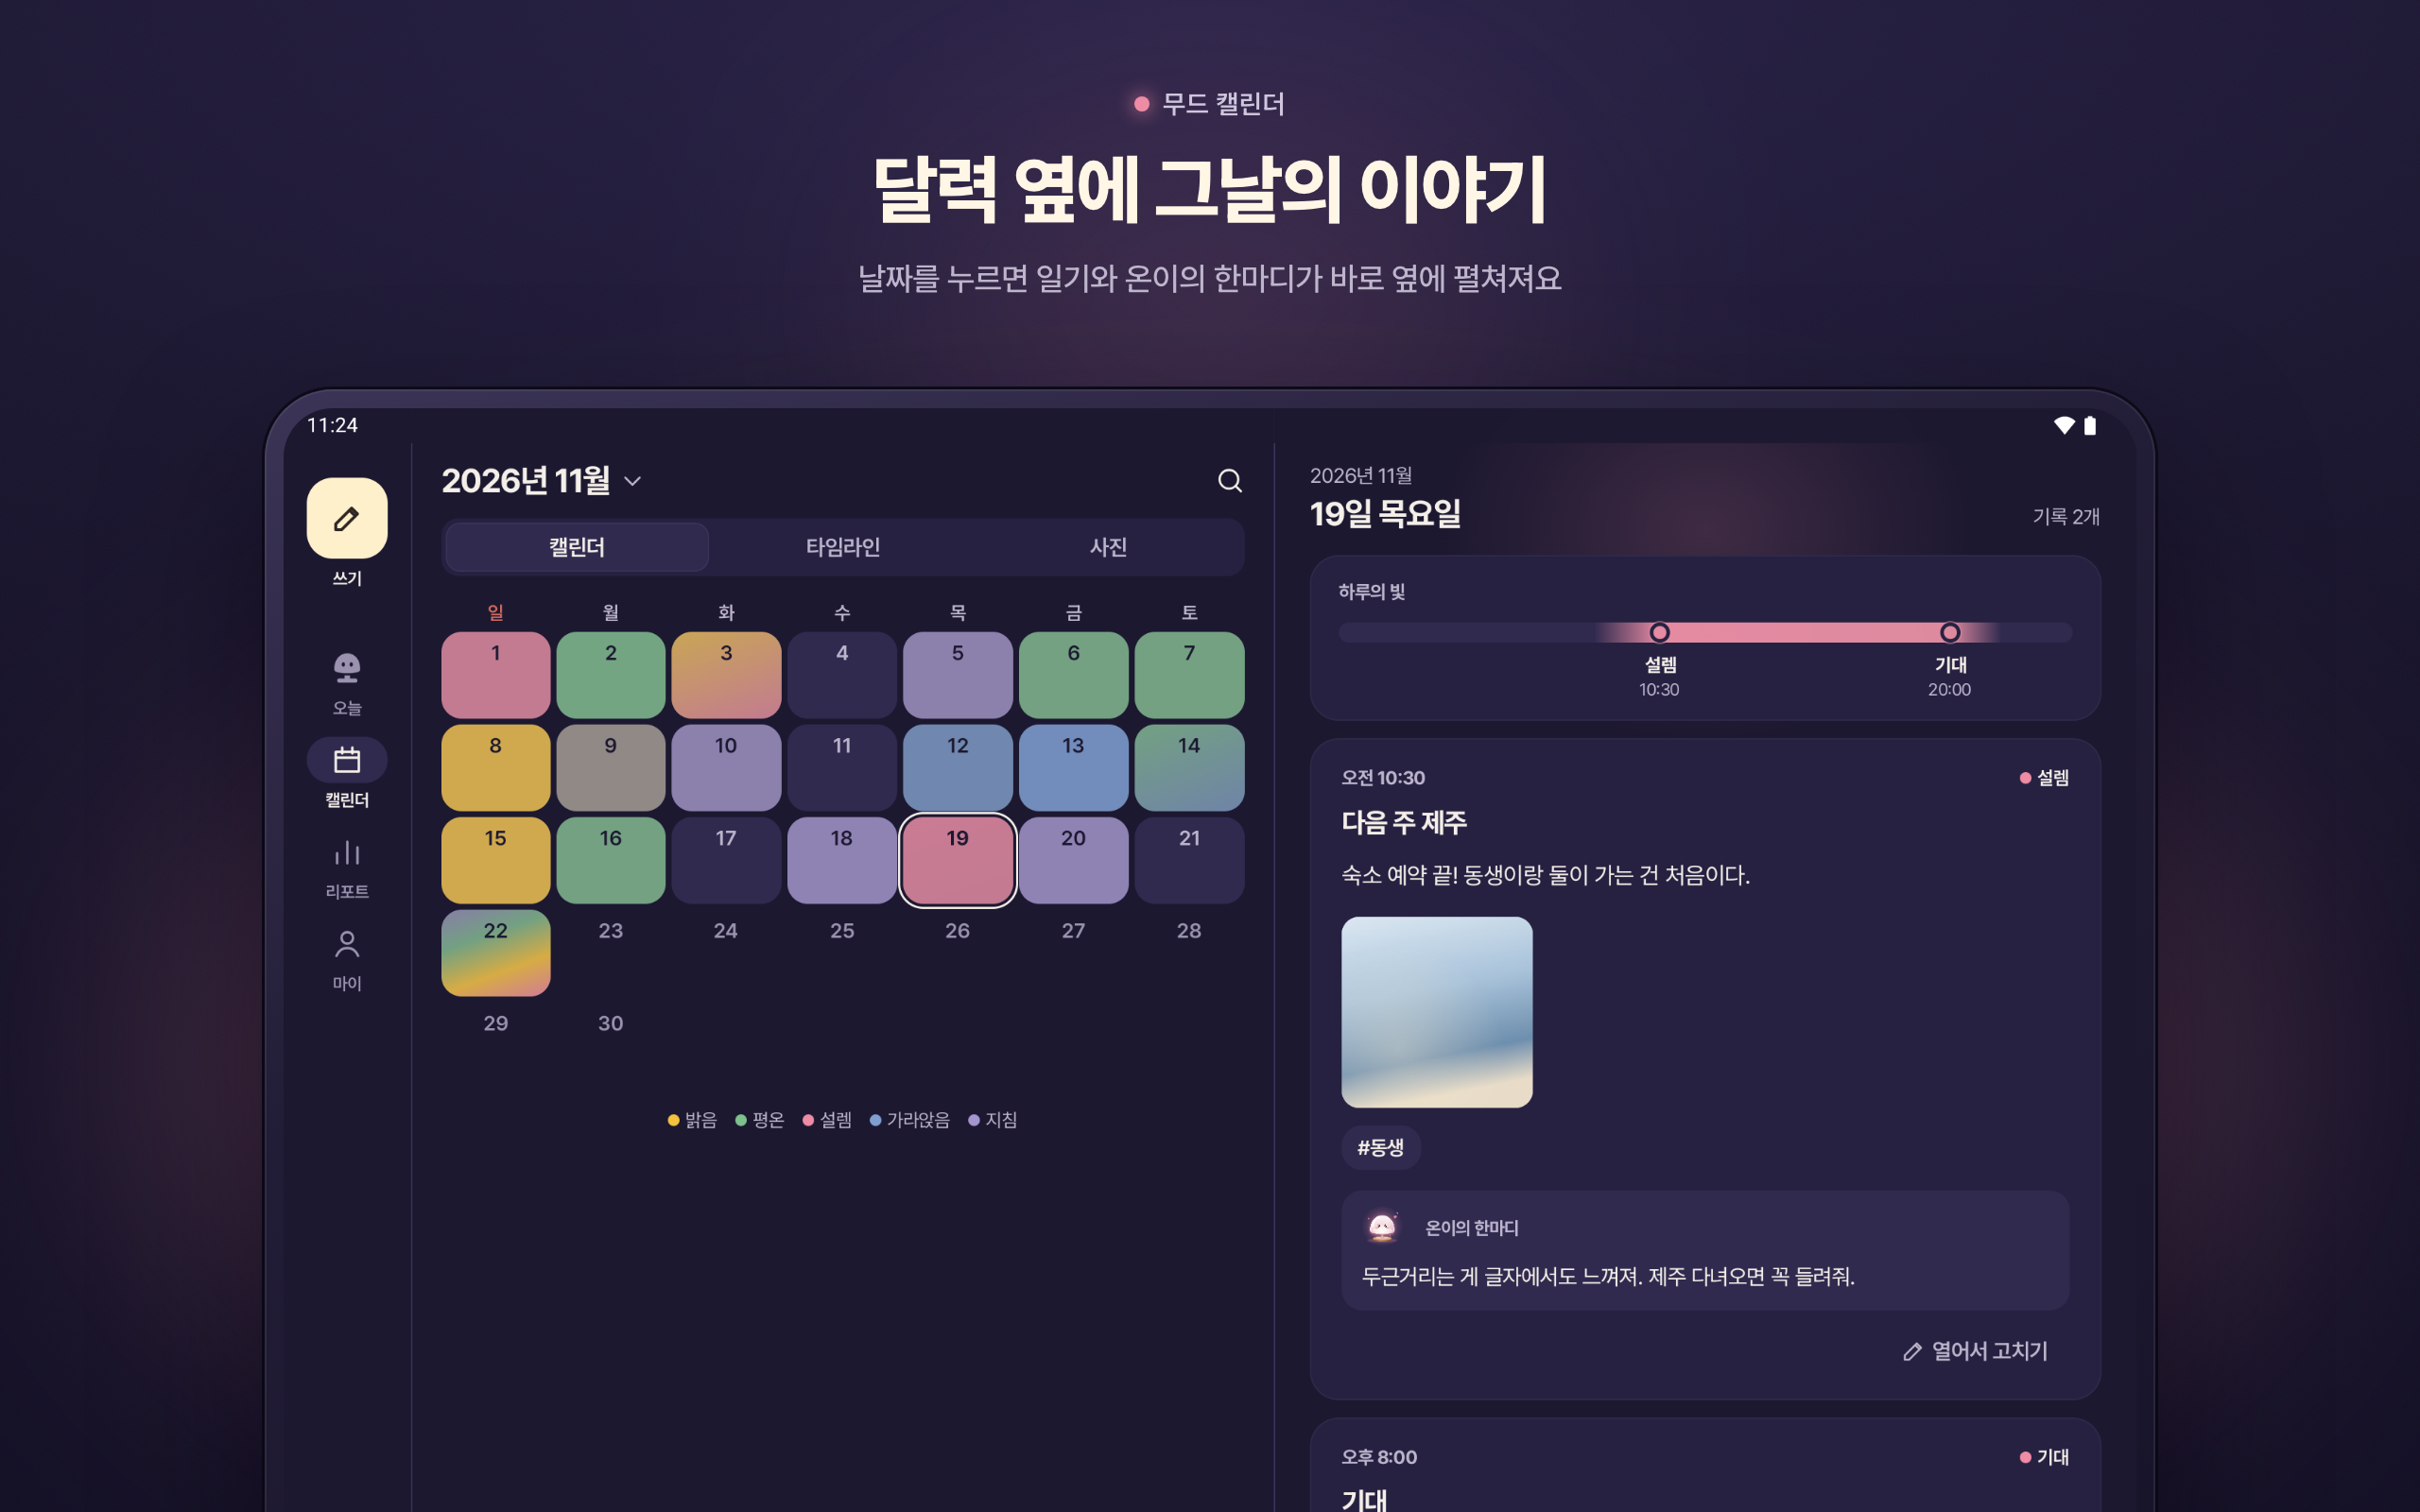 무드 캘린더
달력 옆에 그날의 이야기
날짜를 누르면 일기와 온이의 한마디가 바로 옆에 펼쳐져요
11:24
쓰기
오늘
캘린더
리포트
마이
2026년 11월
캘린더 타임라인 사진
일 월 화 수 목 금 토
1 2 3 4 5 6 7
8 9 10 11 12 13 14
15 16 17 18 19 20 21
22 23 24 25 26 27 28
29 30
밝음 평온 설렘 가라앉음 지침
2026년 11월
19일 목요일
기록 2개
하루의 빛
설렘 기대
10:30 20:00
오전 10:30 설렘
다음 주 제주
숙소 예약 끝! 동생이랑 둘이 가는 건 처음이다.
#동생
온이의 한마디
두근거리는 게 글자에서도 느껴져. 제주 다녀오면 꼭 들려줘.
열어서 고치기
오후 8:00 기대
기대